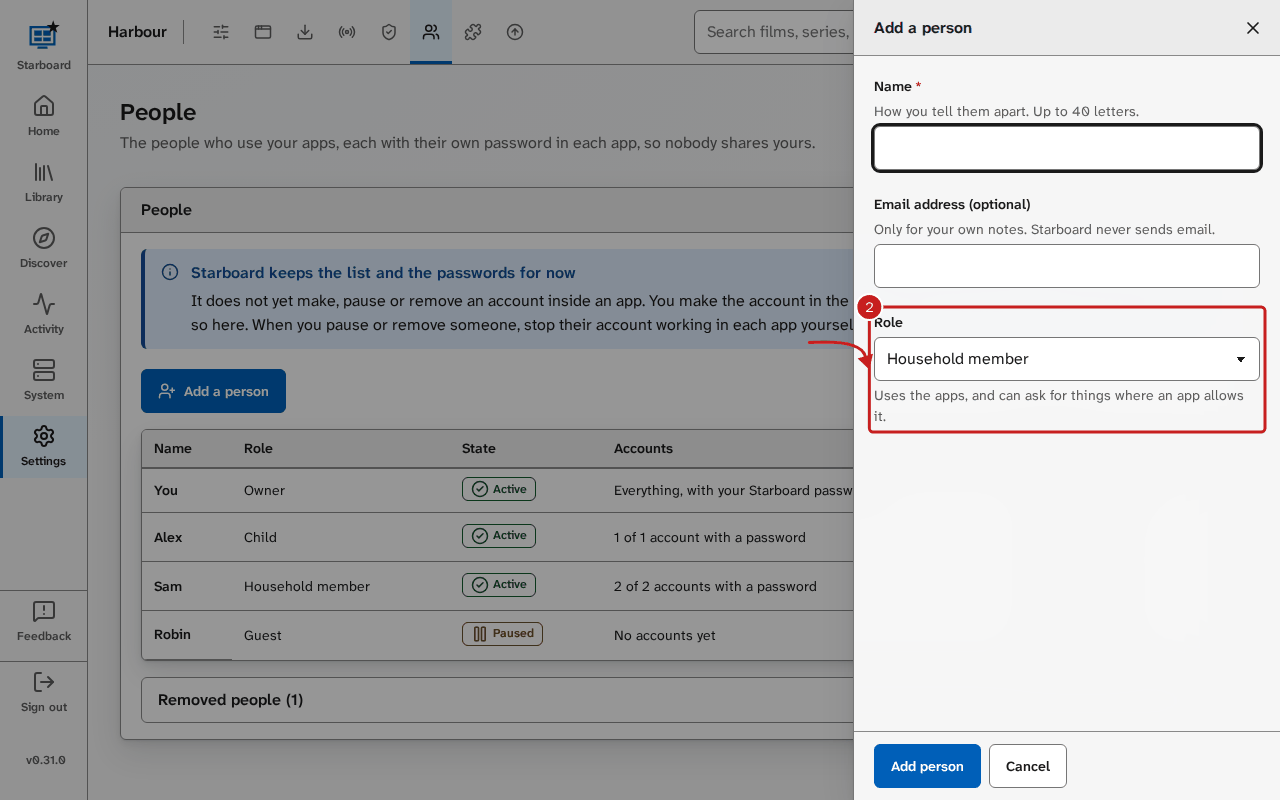 Starboard
Home
Library
Discover
Activity
System
Settings
Feedback
Sign out
v0.31.0
Harbour
Search films, series,
People
The people who use your apps, each with their own password in each app, so nobody shares yours.
People
Starboard keeps the list and the passwords for now
It does not yet make, pause or remove an account inside an app. You make the account in the
so here. When you pause or remove someone, stop their account working in each app yoursel
Add a person
Name Role State Accounts
You Owner Active Everything, with your Starboard passw
Alex Child Active 1 of 1 account with a password
Sam Household member Active 2 of 2 accounts with a password
Robin Guest Paused No accounts yet
Removed people (1)
Add a person
Name *
How you tell them apart. Up to 40 letters.
Email address (optional)
Only for your own notes. Starboard never sends email.
2
Role
Household member
Uses the apps, and can ask for things where an app allows
it.
Add person Cancel